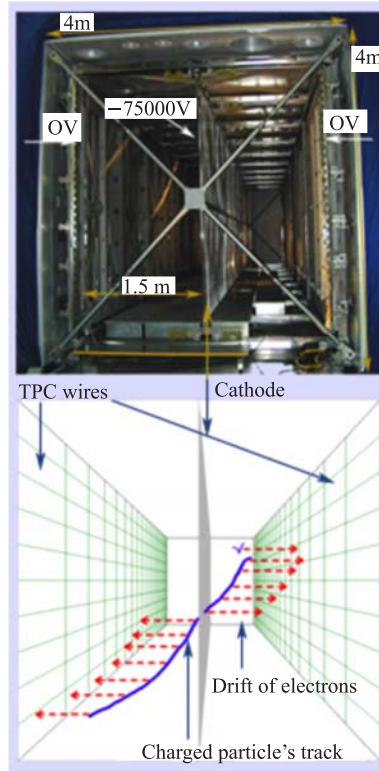 4m
4m
−75000V
OV
OV
1.5 m
TPC wires
Cathode
Drift of electrons
Charged particle's track